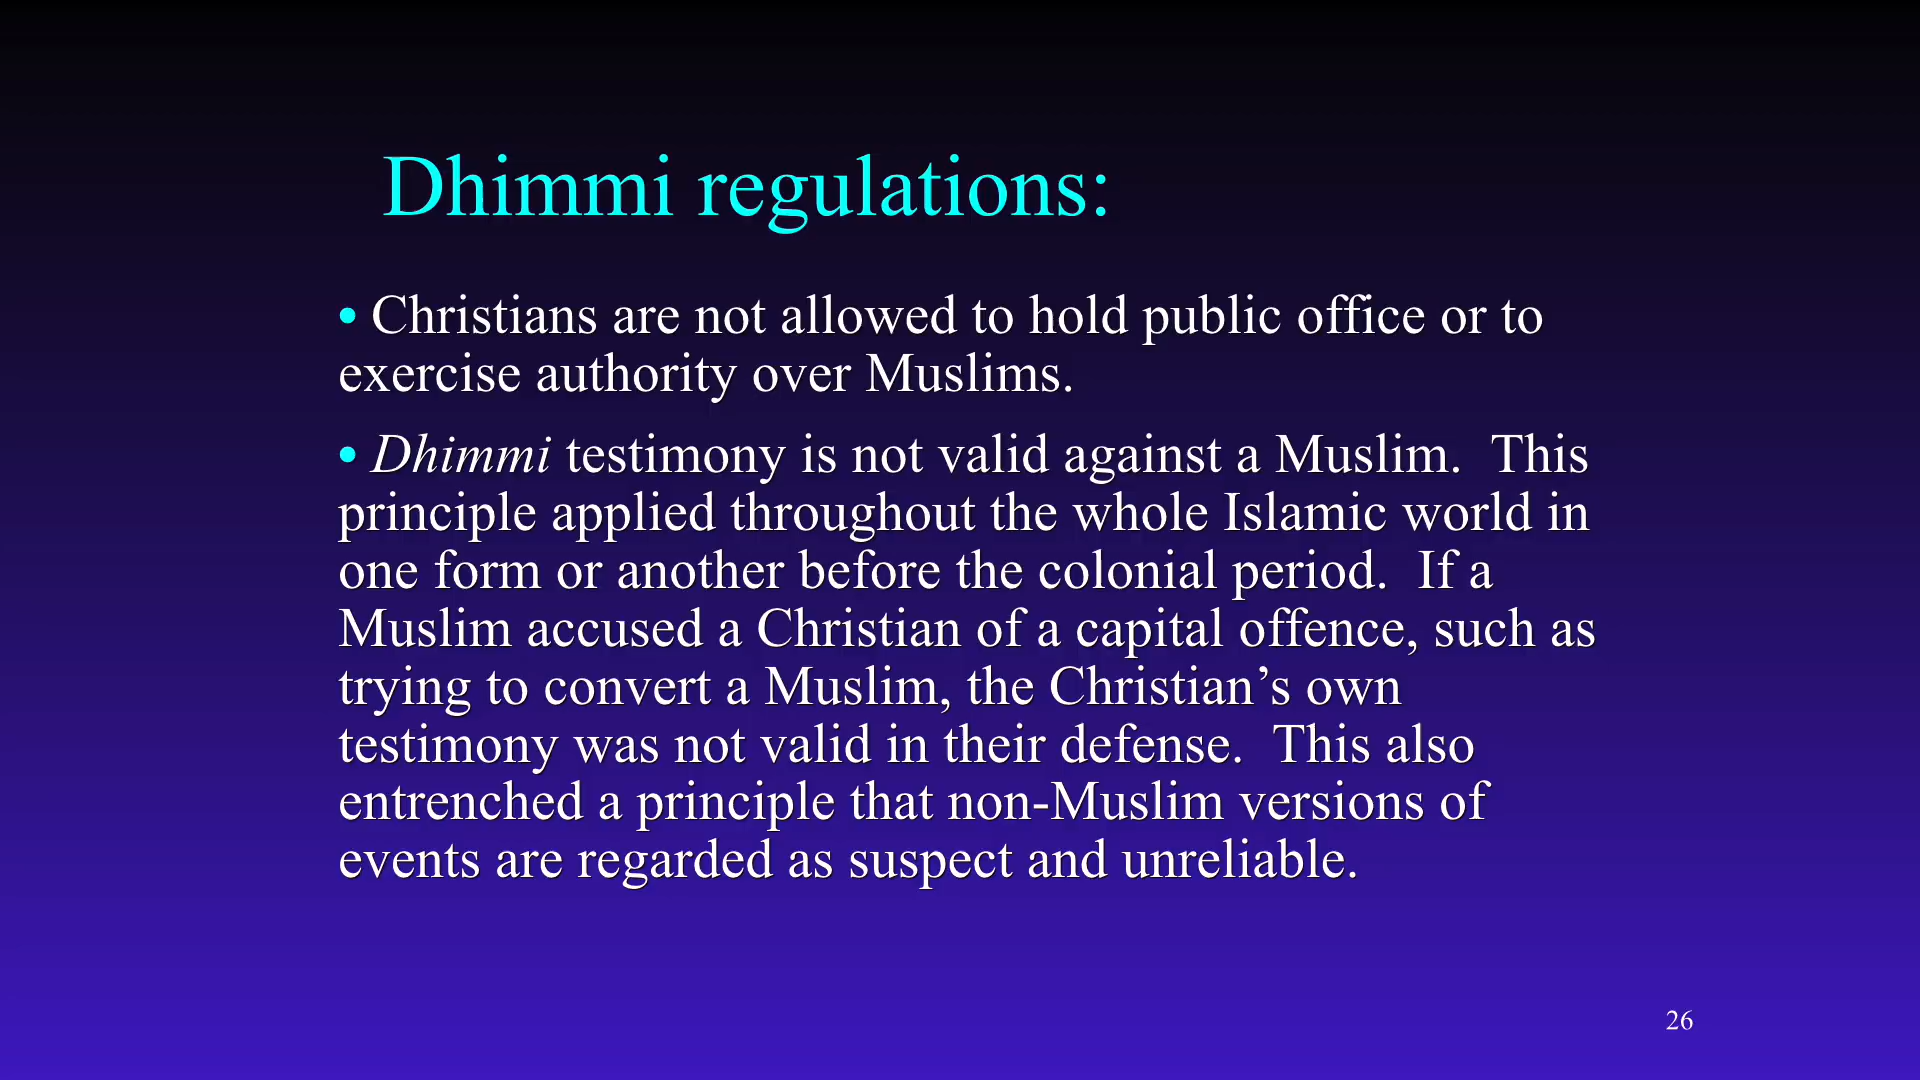 Dhimmi regulations:
• Christians are not allowed to hold public office or to
exercise authority over Muslims.
• Dhimmi testimony is not valid against a Muslim.  This
principle applied throughout the whole Islamic world in
one form or another before the colonial period.  If a
Muslim accused a Christian of a capital offence, such as
trying to convert a Muslim, the Christian’s own
testimony was not valid in their defense.  This also
entrenched a principle that non-Muslim versions of
events are regarded as suspect and unreliable.
26